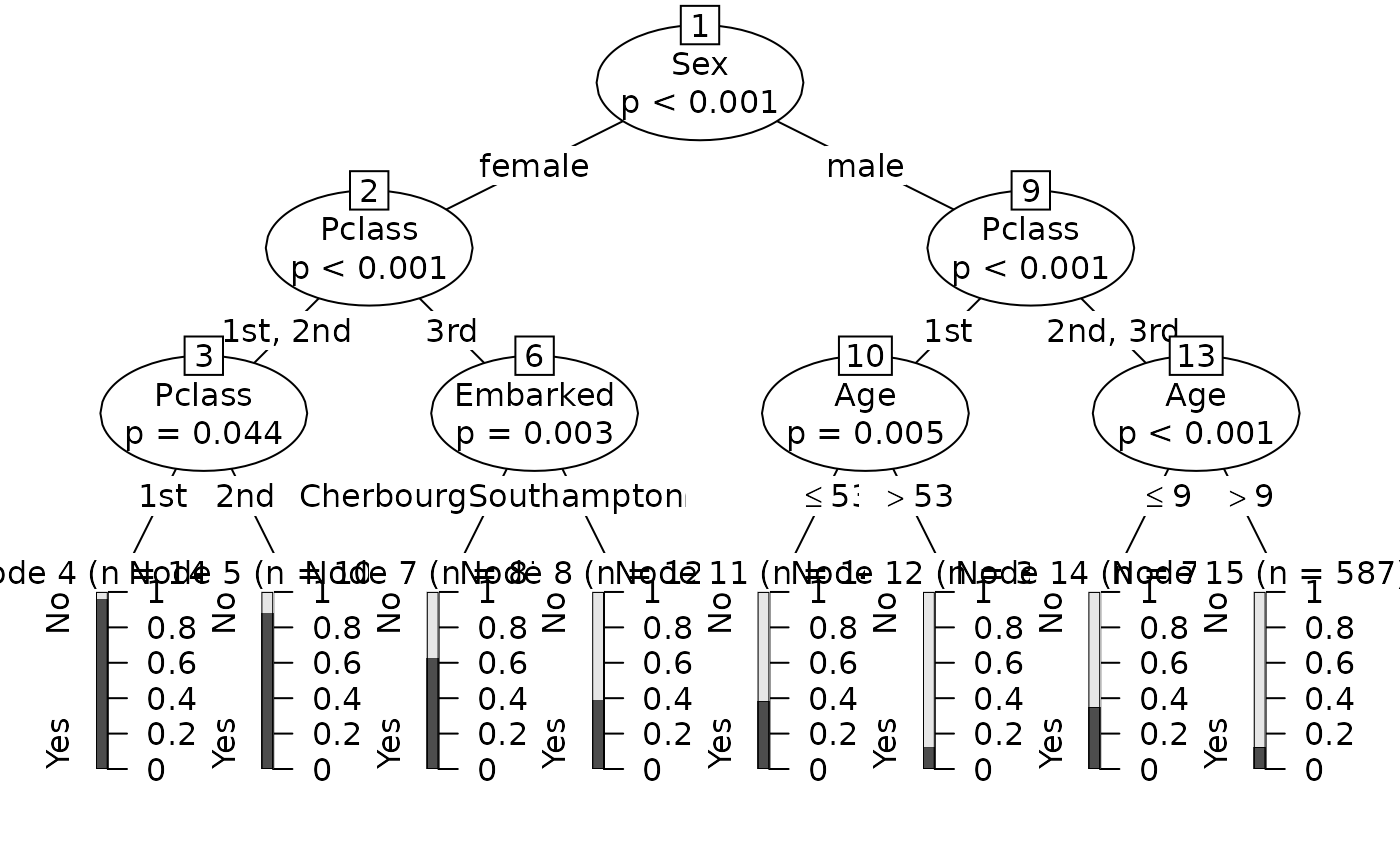 1
Sex
p < 0.001
female
male
2
Pclass
p < 0.001
9
Pclass
p < 0.001
1st, 2nd
3rd
1st
2nd, 3rd
3
Pclass
p = 0.044
6
Embarked
p = 0.003
10
Age
p = 0.005
13
Age
p < 0.001
1st
2nd
Cherbourg
Southampton
≤ 53
> 53
≤ 9
> 9
ode 4 (n = 14
Node 5 (n = 10
Node 7 (n = 8
Node 8 (n = 12
Node 11 (n = 1
Node 12 (n = 3
Node 14 (n = 7
Node 15 (n = 587)
No
Yes
1
0.8
0.6
0.4
0.2
0
No
Yes
1
0.8
0.6
0.4
0.2
0
No
Yes
1
0.8
0.6
0.4
0.2
0
No
Yes
1
0.8
0.6
0.4
0.2
0
No
Yes
1
0.8
0.6
0.4
0.2
0
No
Yes
1
0.8
0.6
0.4
0.2
0
No
Yes
1
0.8
0.6
0.4
0.2
0
No
Yes
1
0.8
0.6
0.4
0.2
0